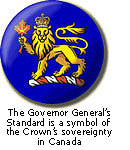 The Governor General's
Standard is a symbol of
the Crown's sovereignty
in Canada